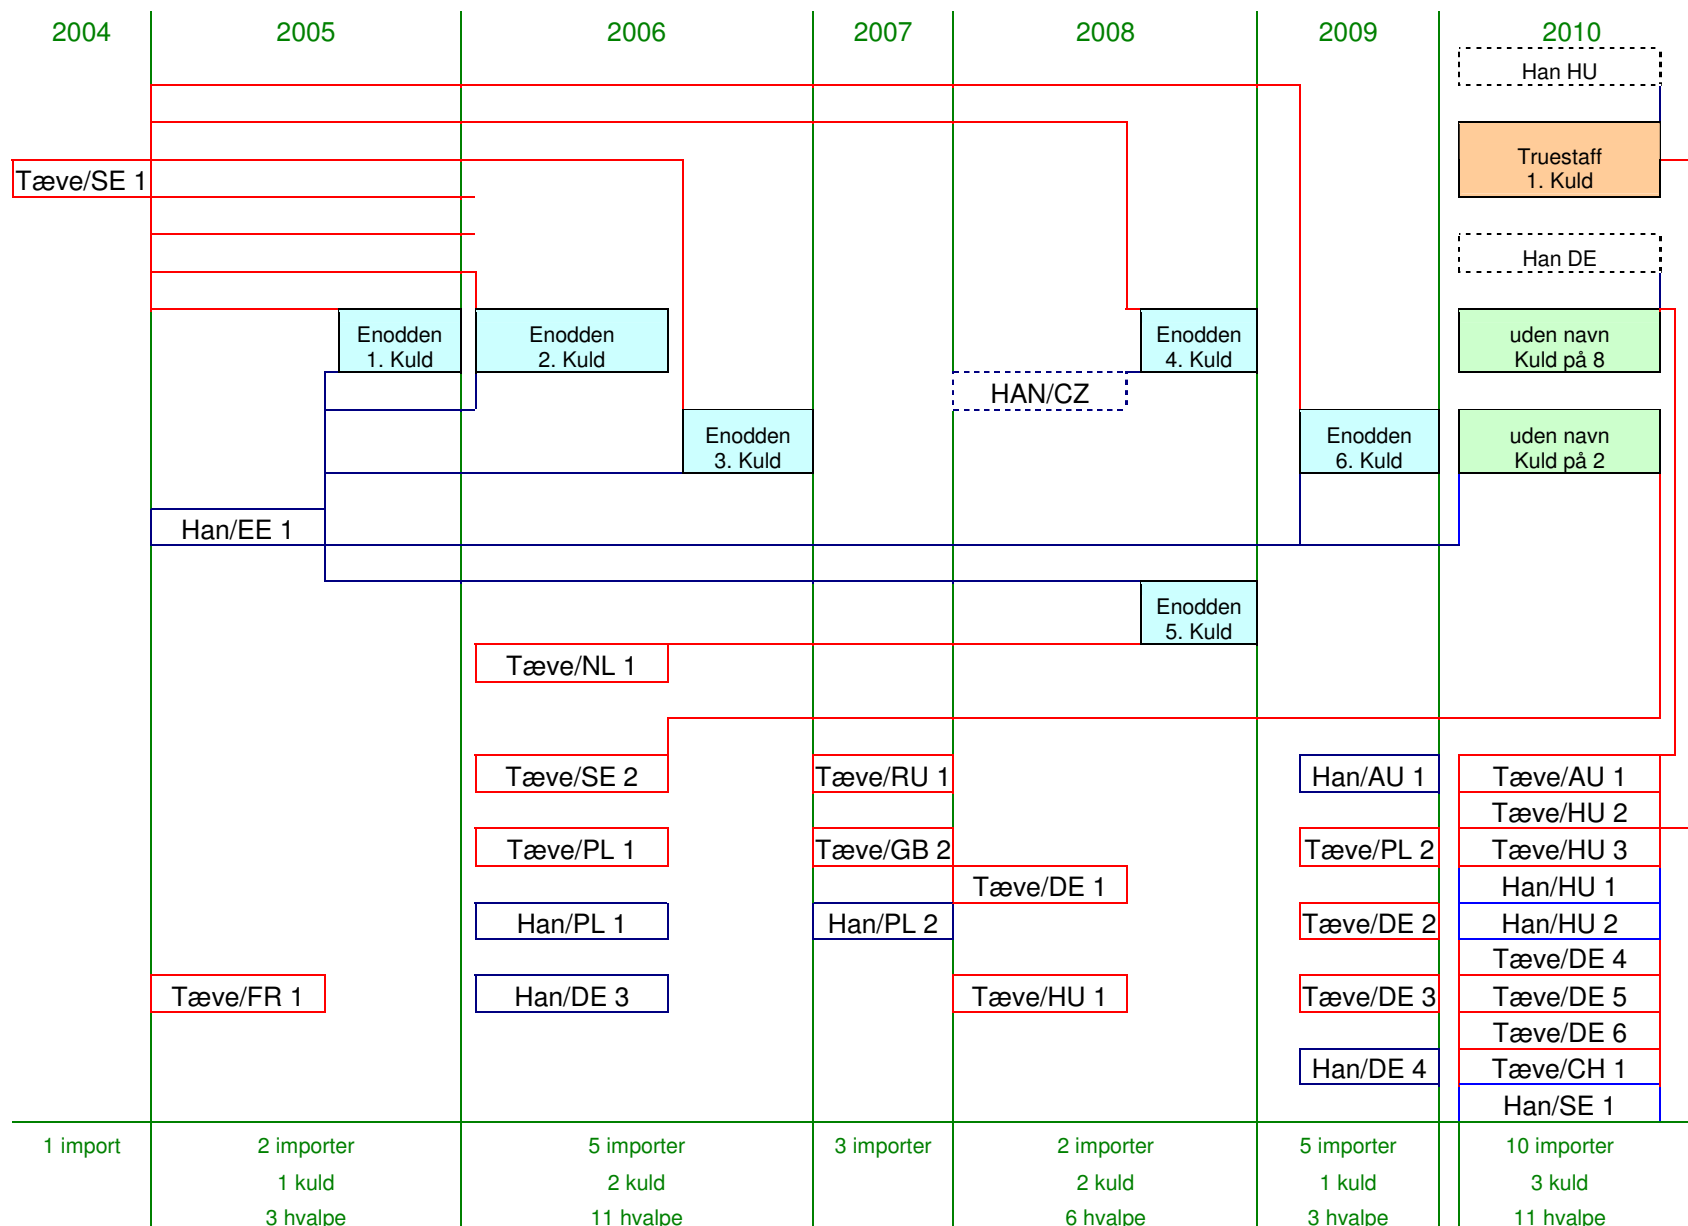 2004 2005 2006 2007 2008 2009 2010
Han HU
Truestaff
1. Kuld
Tæve/SE 1
Han DE
Enodden Enodden Enodden uden navn
1. Kuld 2. Kuld 4. Kuld Kuld på 8
HAN/CZ
Enodden Enodden uden navn
3. Kuld 6. Kuld Kuld på 2
Han/EE 1
Enodden
5. Kuld
Tæve/NL 1
Tæve/SE 2 Tæve/RU 1 Han/AU 1 Tæve/AU 1
Tæve/HU 2
Tæve/PL 1 Tæve/GB 2 Tæve/PL 2 Tæve/HU 3
Tæve/DE 1 Han/HU 1
Han/PL 1 Han/PL 2 Tæve/DE 2 Han/HU 2
Tæve/DE 4
Tæve/FR 1 Han/DE 3 Tæve/HU 1 Tæve/DE 3 Tæve/DE 5
Tæve/DE 6
Han/DE 4 Tæve/CH 1
Han/SE 1
1 import 2 importer 5 importer 3 importer 2 importer 5 importer 10 importer
1 kuld 2 kuld 2 kuld 1 kuld 3 kuld
3 hvalpe 11 hvalpe 6 hvalpe 3 hvalpe 11 hvalpe